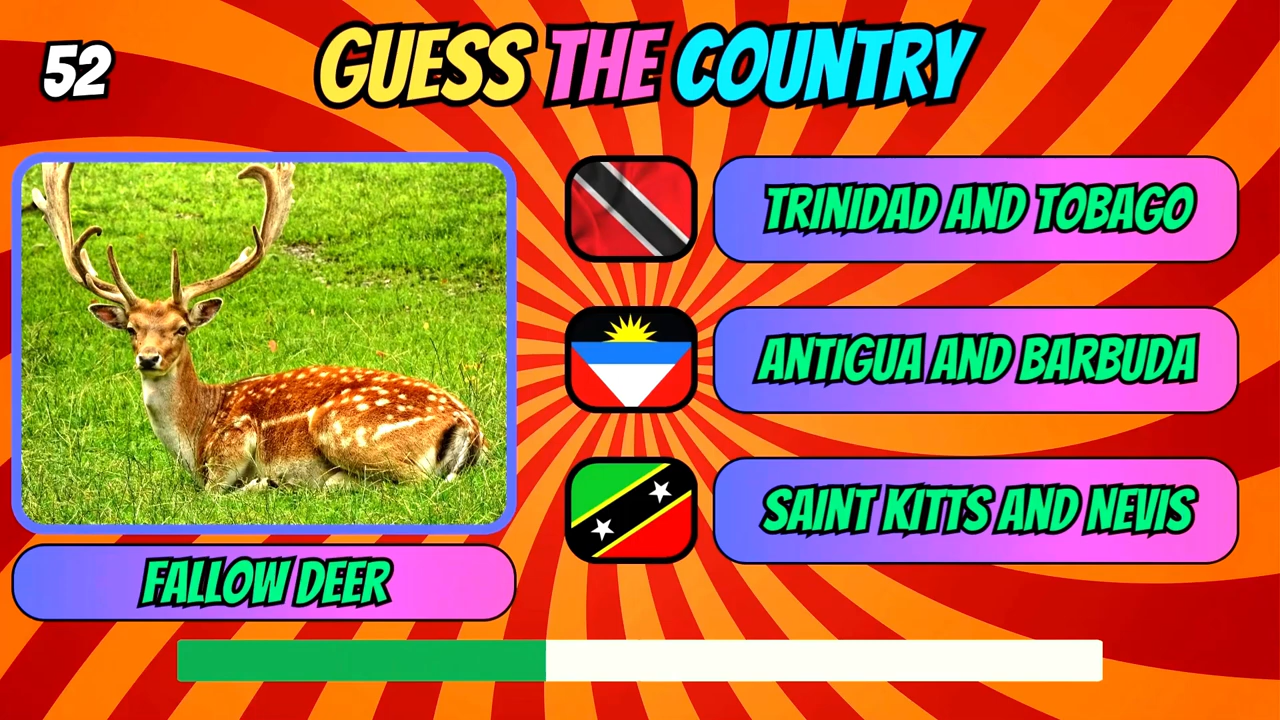 52
GUESS THE COUNTRY
TRINIDAD AND TOBAGO
ANTIGUA AND BARBUDA
SAINT KITTS AND NEVIS
FALLOW DEER